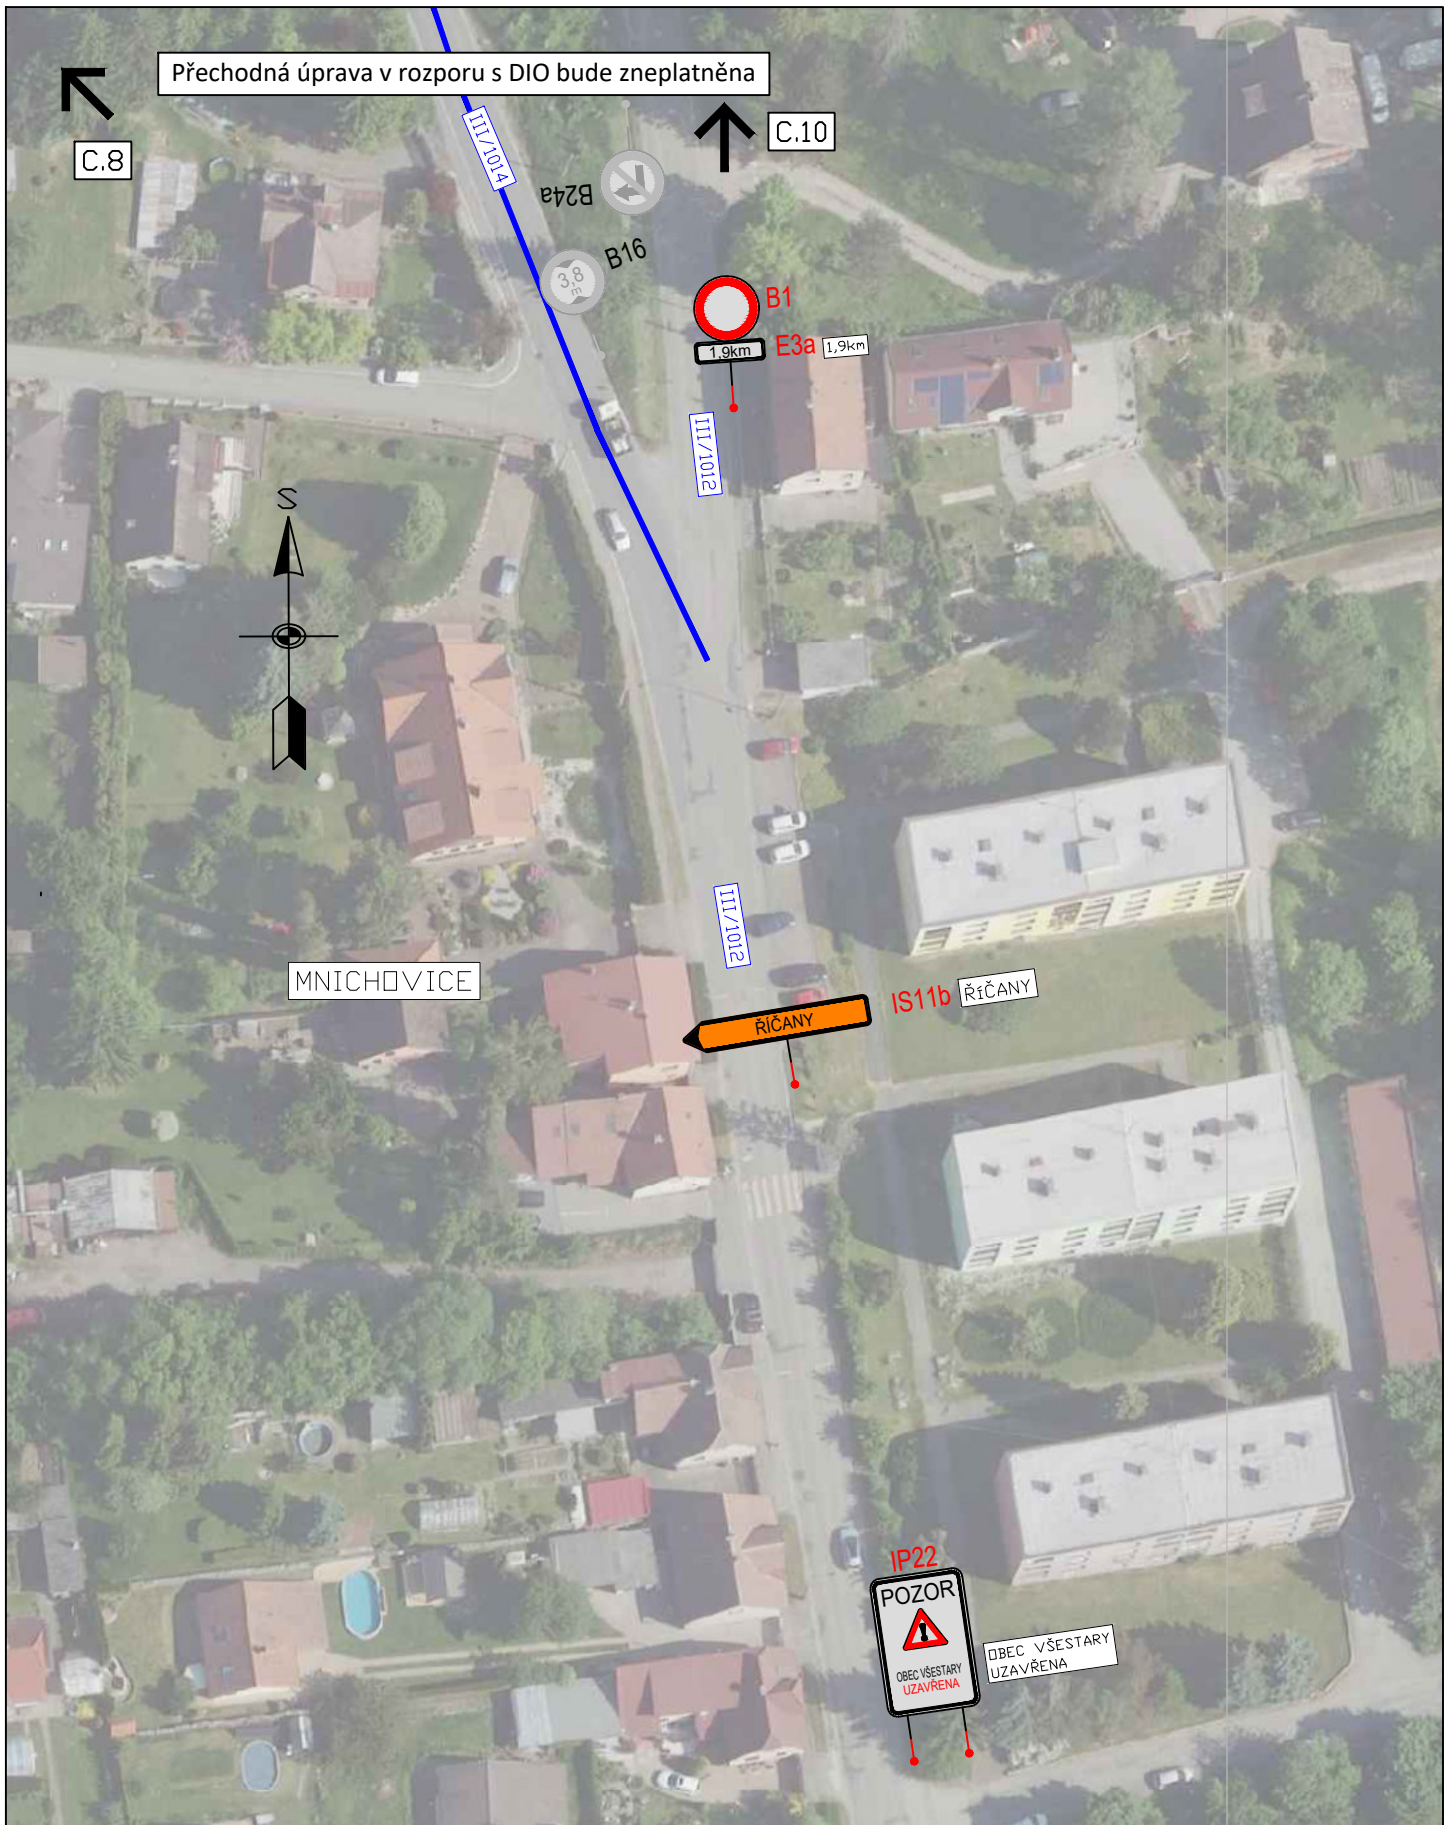 Přechodná úprava v rozporu s DIO bude zneplatněna
C.8
C.10
III/1014
B24a
B16
3,8
m
B1
1,9km
E3a
1,9km
III/1012
S
III/1012
MNICHOVICE
ŘÍČANY
IS11b
ŘÍČANY
IP22
POZOR
OBEC VŠESTARY
UZAVŘENA
OBEC VŠESTARY
UZAVŘENA